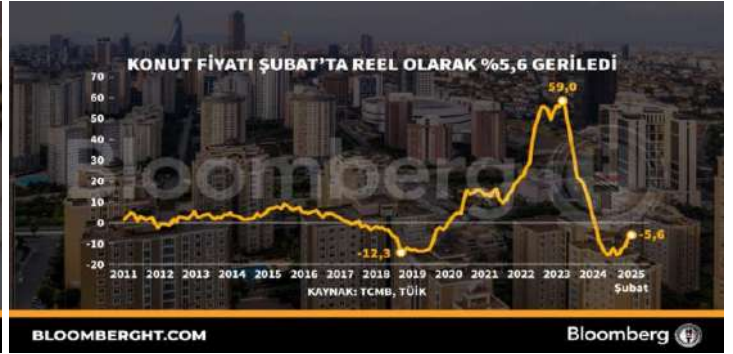 KONUT FİYATI ŞUBAT'TA REEL OLARAK %5,6 GERİLEDİ
70
60
50
40
30
20
10
0
-10
-20
59,0
-12,3
-5,6
2011 2012 2013 2014 2015 2016 2017 2018 2019 2020 2021 2022 2023 2024 2025
Şubat
KAYNAK: TCMB, TÜİK
Bloomberg
BLOOMBERGHT.COM
Bloomberg